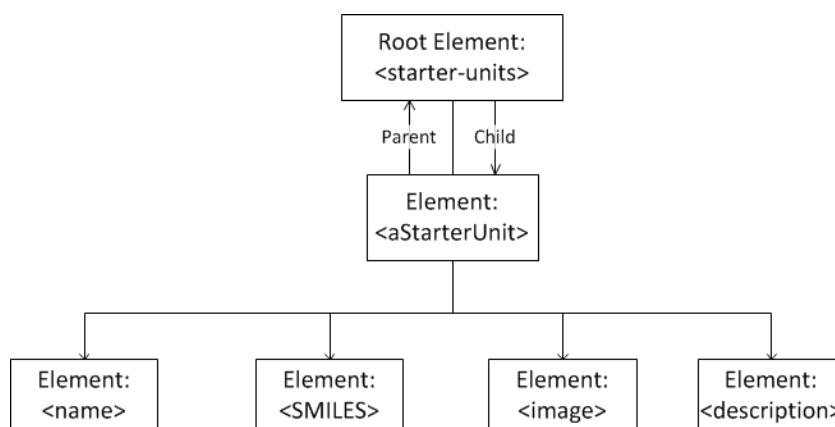 Root Element:
<starter-units>
Parent
Child
Element:
<aStarterUnit>
Element:
<name>
Element:
<SMILES>
Element:
<image>
Element:
<description>